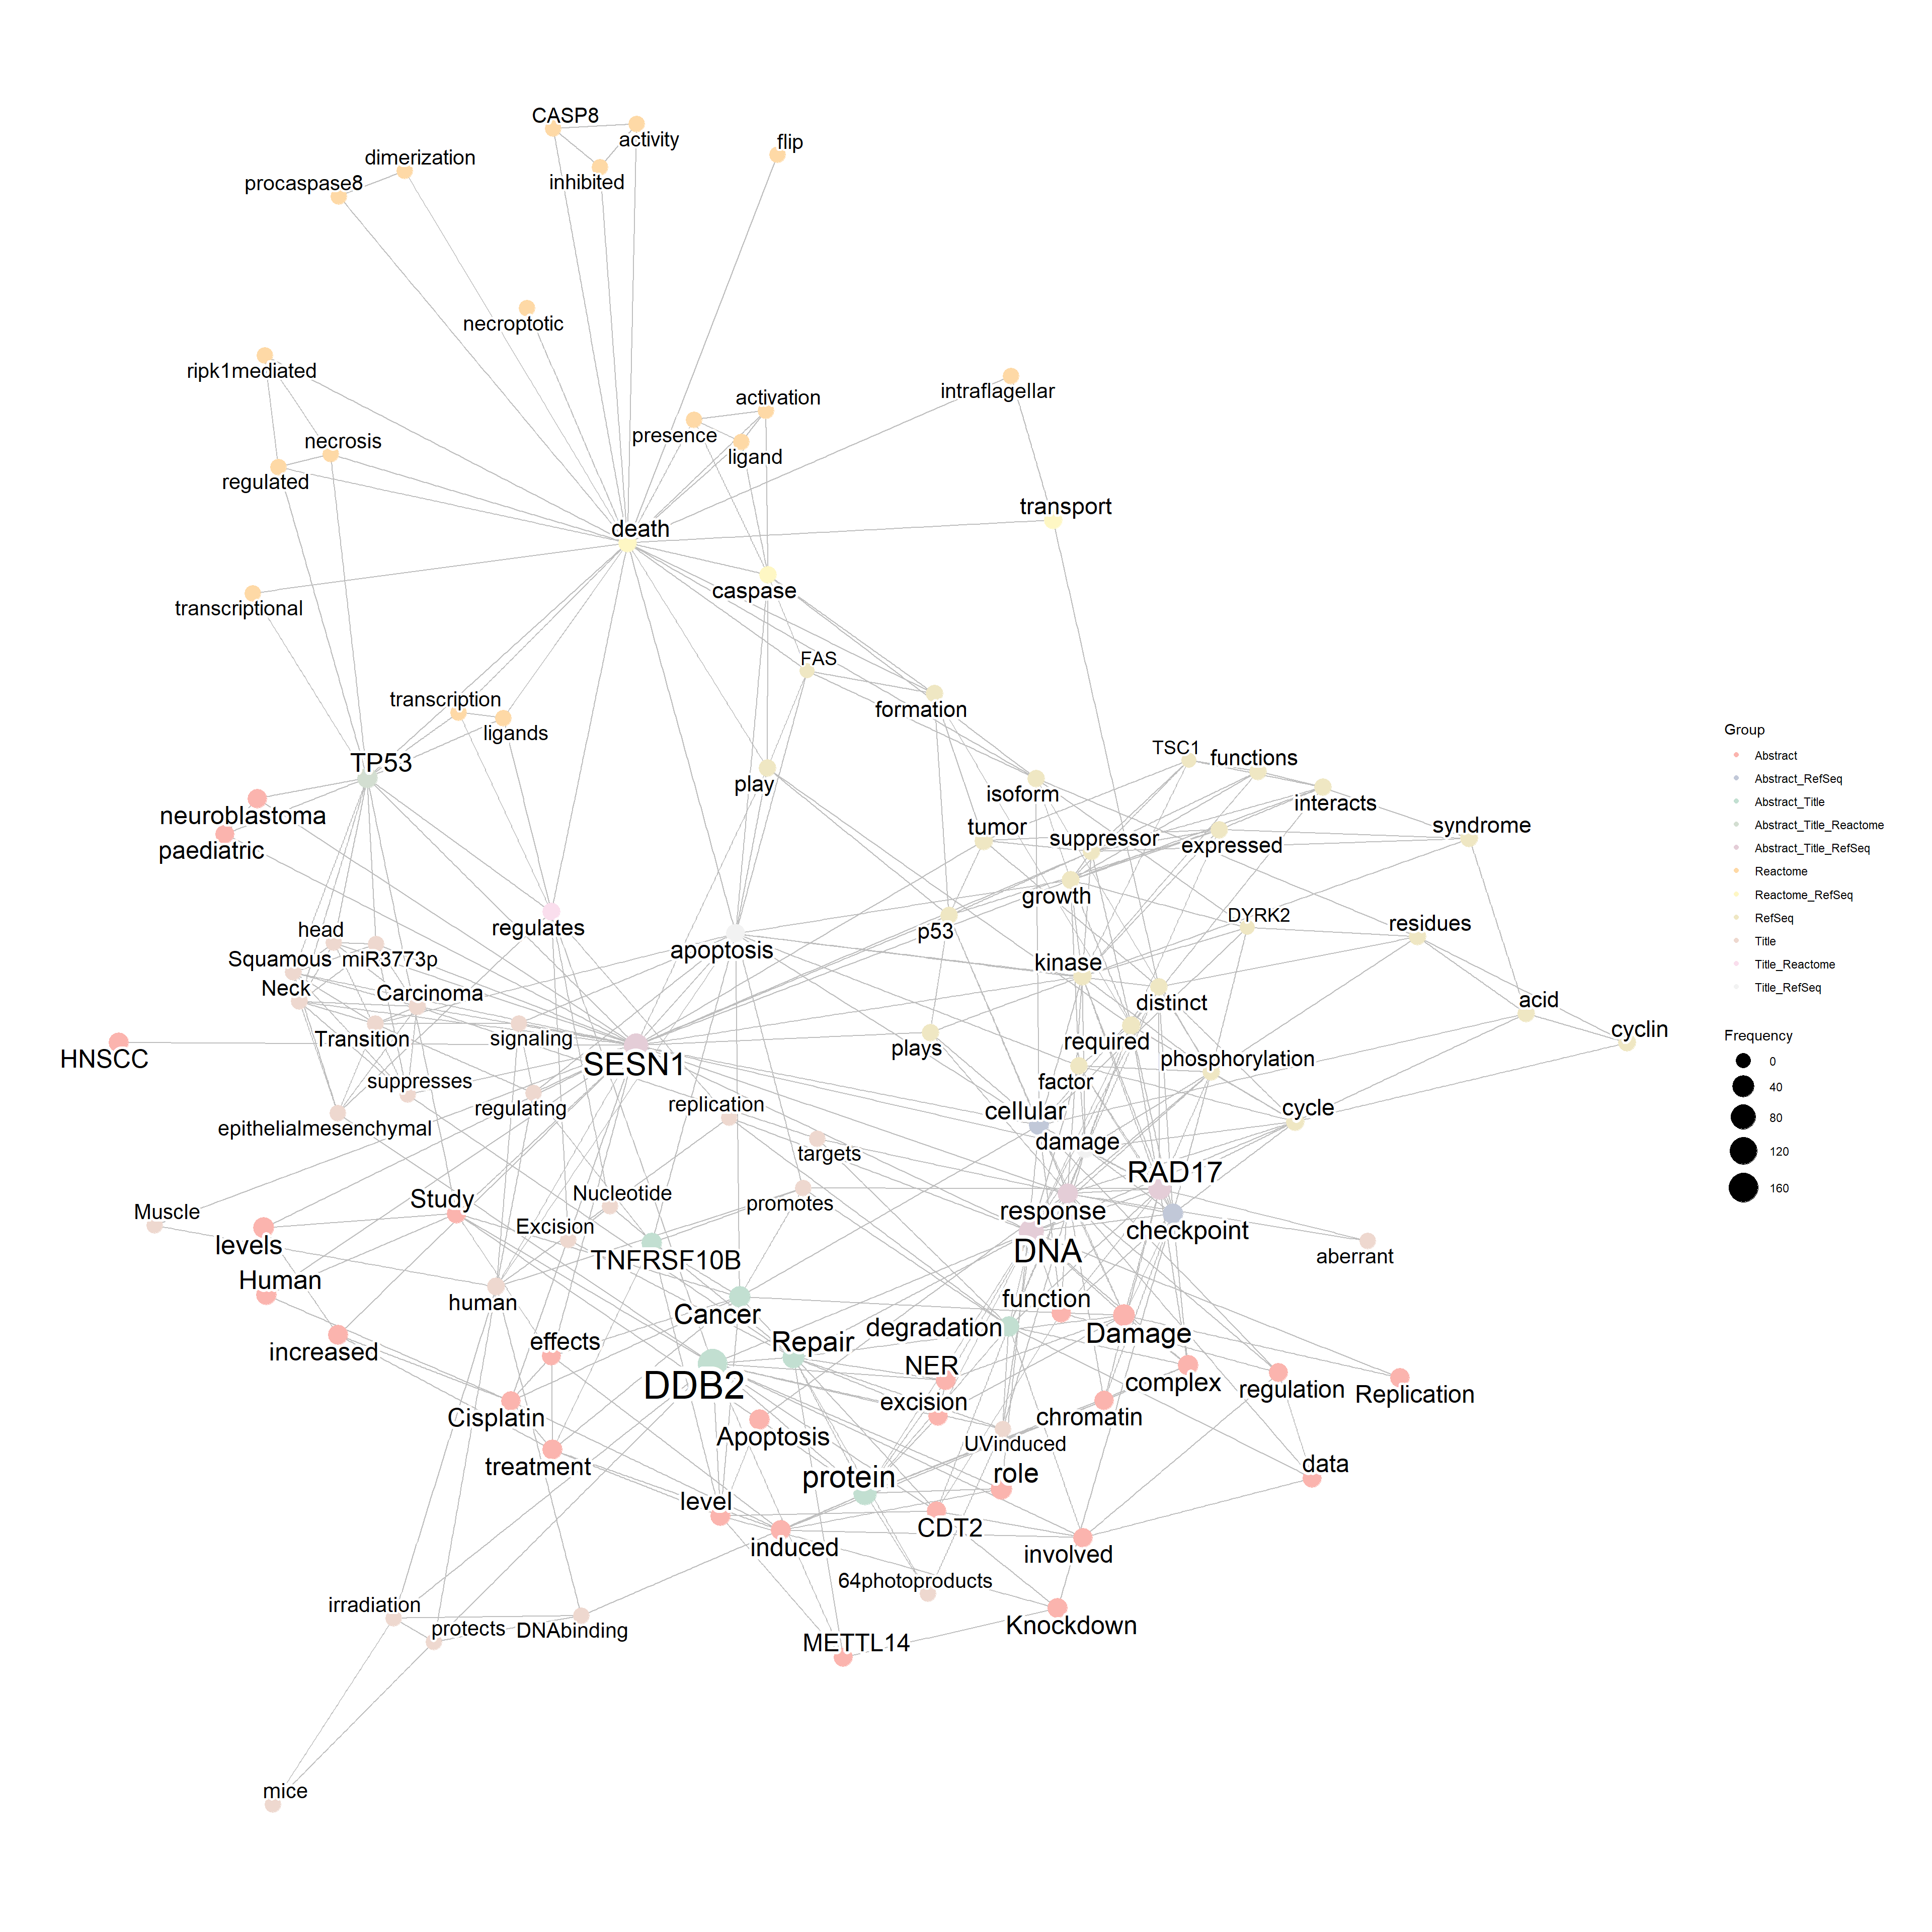 CASP8
activity
flip
dimerization
procaspase8
inhibited
necroptotic
ripk1mediated
intraflagellar
activation
presence
necrosis
ligand
regulated
transport
death
caspase
transcriptional
FAS
transcription
formation
ligands
TP53
play
TSC1
functions
isoform
interacts
neuroblastoma
tumor
suppressor
syndrome
paediatric
expressed
growth
DYRK2
residues
head
regulates
p53
apoptosis
Squamous
miR3773p
kinase
Neck
Carcinoma
distinct
acid
cyclin
Transition
signaling
required
plays
HNSCC
SESN1
phosphorylation
suppresses
factor
regulating
replication
cellular
cycle
epithelialmesenchymal
damage
targets
RAD17
Nucleotide
Study
promotes
Muscle
response
Excision
checkpoint
levels
TNFRSF10B
DNA
aberrant
Human
human
function
Cancer
degradation
Damage
effects
Repair
increased
NER
DDB2
complex
regulation
Replication
excision
Cisplatin
chromatin
Apoptosis
UVinduced
treatment
protein
role
data
level
CDT2
induced
involved
64photoproducts
irradiation
protects
DNAbinding
Knockdown
METTL14
mice
Group
Abstract
Abstract_RefSeq
Abstract_Title
Abstract_Title_Reactome
Abstract_Title_RefSeq
Reactome
Reactome_RefSeq
RefSeq
Title
Title_Reactome
Title_RefSeq
Frequency
0
40
80
120
160